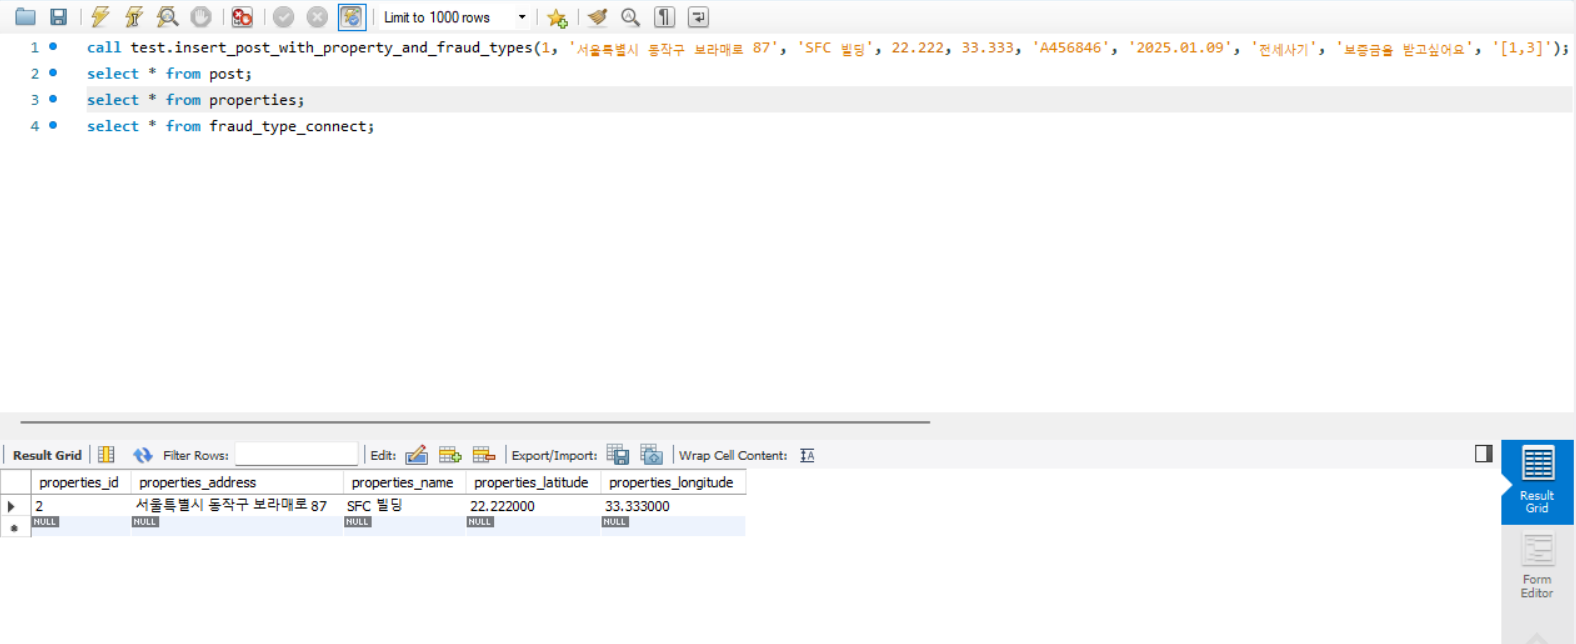 Limit to 1000 rows
1 call test.insert_post_with_property_and_fraud_types(1, '서울특별시 동작구 보라매로 87', 'SFC 빌딩', 22.222, 33.333, 'A456846', '2025.01.09', '전세사기', '보증금을 받고싶어요', '[1,3]');
2 select * from post;
3 select * from properties;
4 select * from fraud_type_connect;
Result Grid Filter Rows: Edit: Export/Import: Wrap Cell Content: IA
properties_id properties_address properties_name properties_latitude properties_longitude
2 서울특별시 동작구 보라매로 87 SFC 빌딩 22.222000 33.333000
NULL NULL NULL NULL NULL
Result
Grid
Form
Editor